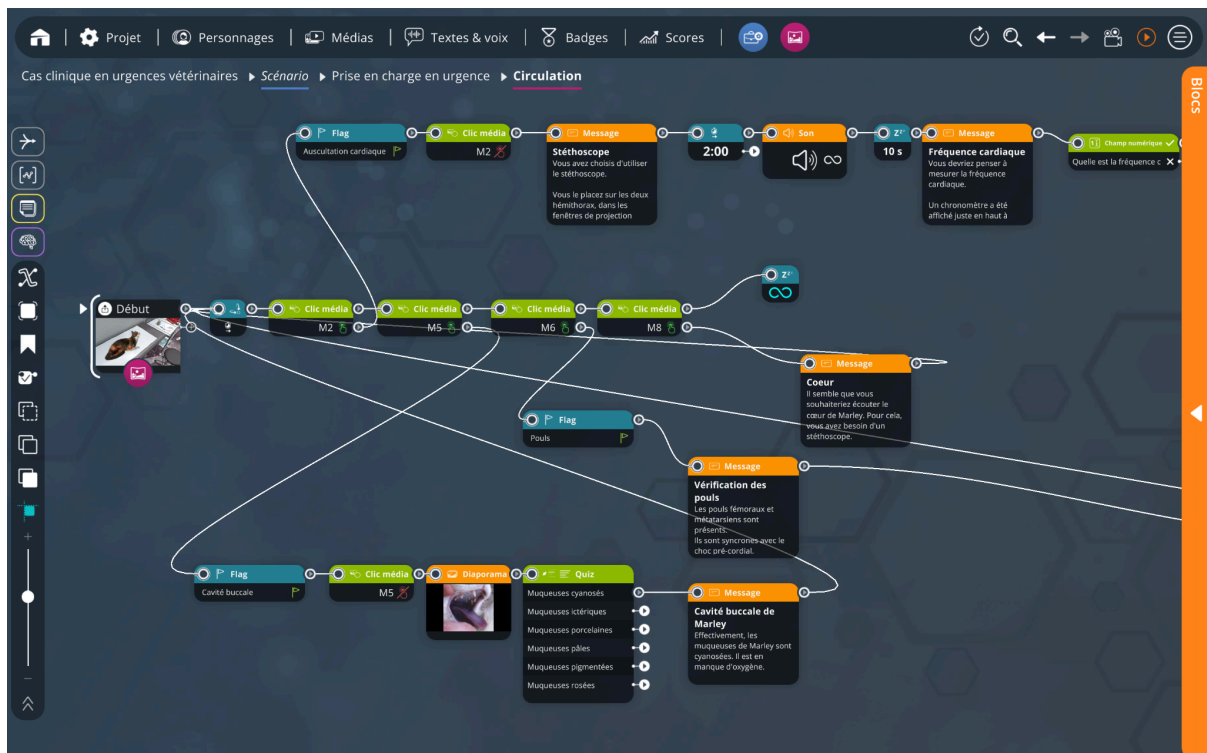 Projet
Personnages
Médias
Textes & voix
Badges
Scores
Cas clinique en urgences vétérinaires
Scénario
Prise en charge en urgence
Circulation
Blocs
Flag
Auscultation cardiaque
Clic média
M2
Message
Stéthoscope
Vous avez choisis d'utiliser
le stéthoscope.
Vous le placez sur les deux
hémithorax, dans les
fenêtres de projection
2:00
Son
Zzz
10 s
Message
Fréquence cardiaque
Vous devriez penser à
mesurer la fréquence
cardiaque.
Un chronomètre a été
affiché juste en haut à
Champ numérique
Quelle est la fréquence c
Début
Clic média
M2
Clic média
M5
Clic média
M6
Clic média
M8
Zzz
Message
Coeur
Il semble que vous
souhaiteriez écouter le
cœur de Marley. Pour cela,
vous avez besoin d'un
stéthoscope.
Flag
Pouls
Message
Vérification des
pouls
Les pouls fémoraux et
métatarsiens sont
présents.
Ils sont syncrones avec le
choc pré-cordial.
Flag
Cavité buccale
Clic média
M5
Diaporama
Quiz
Muqueuses cyanosés
Muqueuses ictériques
Muqueuses porcelaines
Muqueuses pâles
Muqueuses pigmentées
Muqueuses rosées
Message
Cavité buccale de
Marley
Effectivement, les
muqueuses de Marley sont
cyanosées. Il est en
manque d'oxygène.